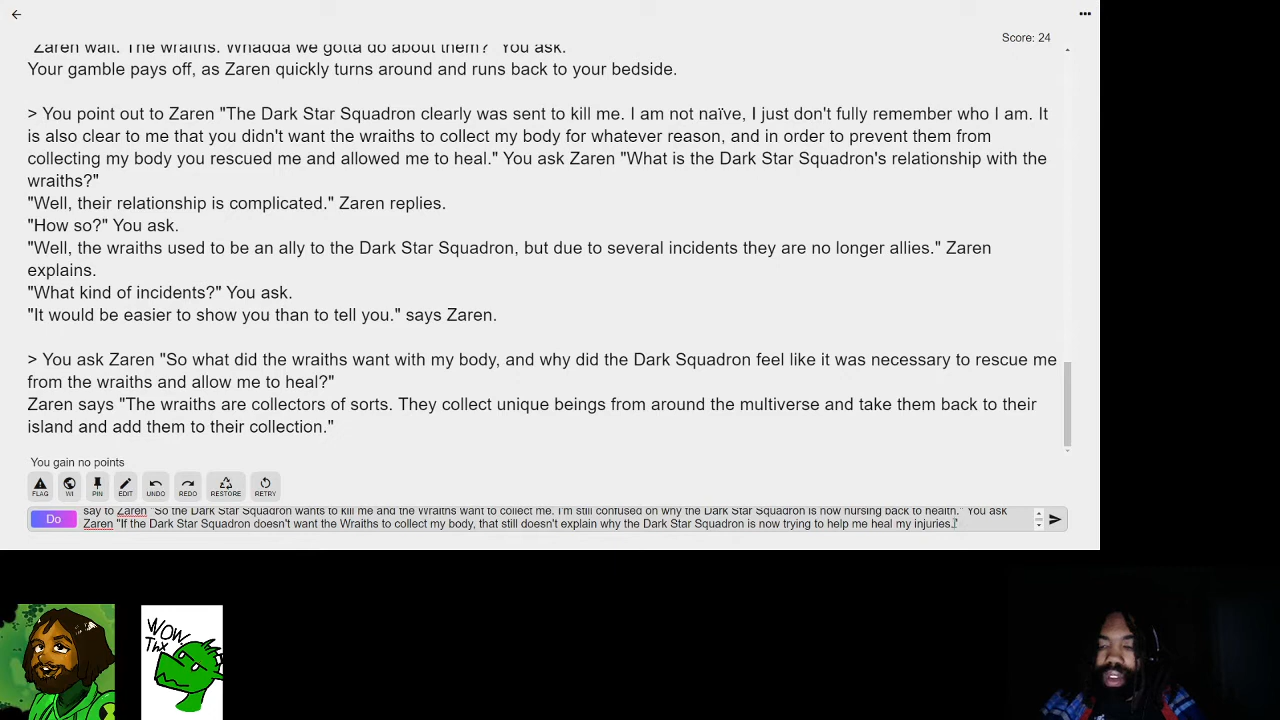 Score: 24
"Zaren wait. The wraiths. Whadda we gotta do about them?" You ask.
Your gamble pays off, as Zaren quickly turns around and runs back to your bedside.
> You point out to Zaren "The Dark Star Squadron clearly was sent to kill me. I am not naïve, I just don't fully remember who I am. It
is also clear to me that you didn't want the wraiths to collect my body for whatever reason, and in order to prevent them from
collecting my body you rescued me and allowed me to heal." You ask Zaren "What is the Dark Star Squadron's relationship with the
wraiths?"
"Well, their relationship is complicated." Zaren replies.
"How so?" You ask.
"Well, the wraiths used to be an ally to the Dark Star Squadron, but due to several incidents they are no longer allies." Zaren
explains.
"What kind of incidents?" You ask.
"It would be easier to show you than to tell you." says Zaren.
> You ask Zaren "So what did the wraiths want with my body, and why did the Dark Squadron feel like it was necessary to rescue me
from the wraiths and allow me to heal?"
Zaren says "The wraiths are collectors of sorts. They collect unique beings from around the multiverse and take them back to their
island and add them to their collection."
You gain no points
FLAG WI PIN EDIT UNDO REDO RESTORE RETRY
say to Zaren "So the Dark Star Squadron wants to kill me and the Wraiths want to collect me. I'm still confused on why the Dark Star Squadron is now nursing back to health." You ask
Do
Zaren "If the Dark Star Squadron doesn't want the Wraiths to collect my body, that still doesn't explain why the Dark Star Squadron is now trying to help me heal my injuries."
WOW
Thx